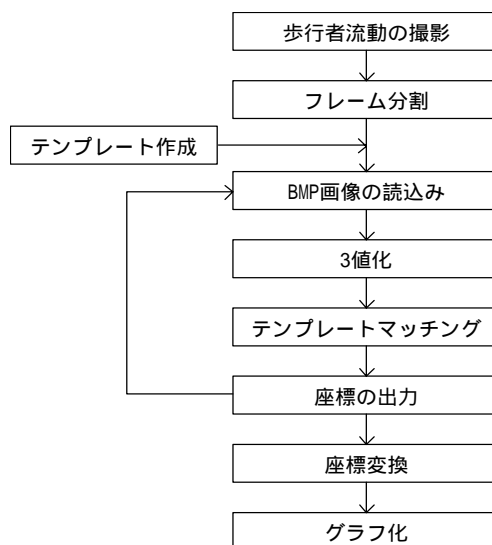 歩行者流動の撮影
フレーム分割
テンプレート作成
BMP画像の読込み
3値化
テンプレートマッチング
座標の出力
座標変換
グラフ化